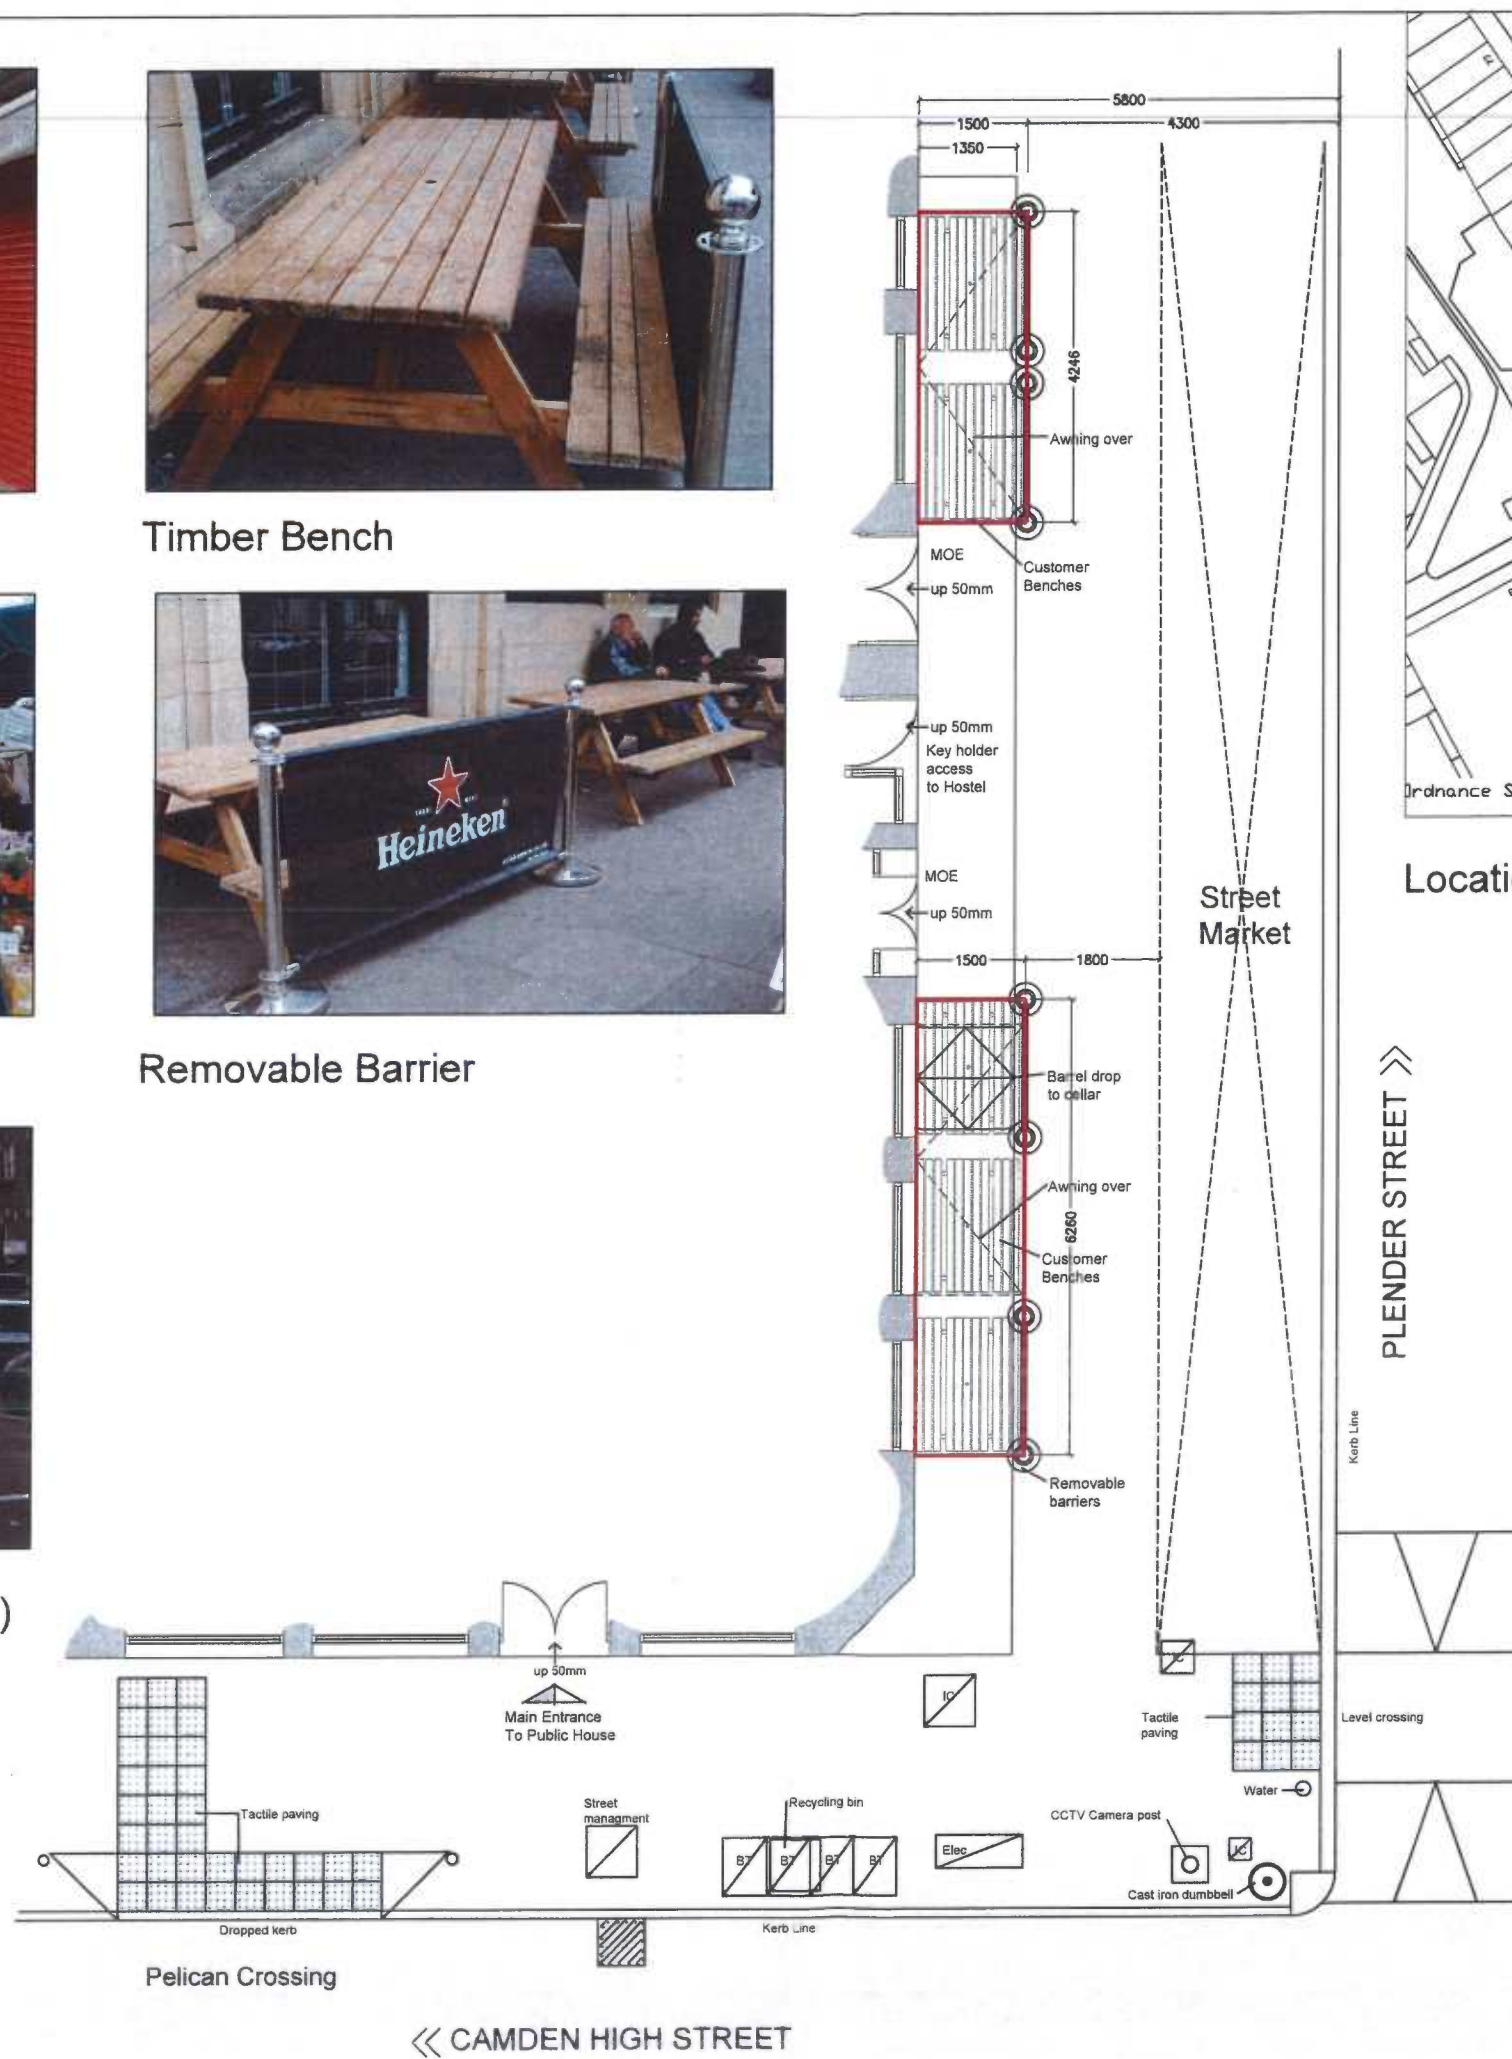 5800
1500
4300
1350
4246
Awning over
Timber Bench
MOE
up 50mm
Customer
Benches
Heineken
up 50mm
Key holder
access
to Hostel
MOE
up 50mm
Ordnance S
Locati
Street
Market
1500
1800
Removable Barrier
Barrel drop
to cellar
Awning over
6260
Customer
Benches
PLENDER STREET >>
Kerb Line
Removable
barriers
)
up 50mm
Main Entrance
To Public House
IC
IC
Tactile
paving
Level crossing
Water
Tactile paving
Street
managment
Recycling bin
BT
BT
BT
BT
Elec
CCTV Camera post
IC
Cast iron dumbbell
Dropped kerb
Kerb Line
Pelican Crossing
<< CAMDEN HIGH STREET